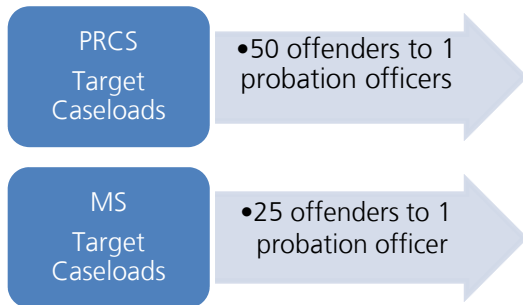 PRCS
Target
Caseloads
•50 offenders to 1
probation officers
MS
Target
Caseloads
•25 offenders to 1
probation officer